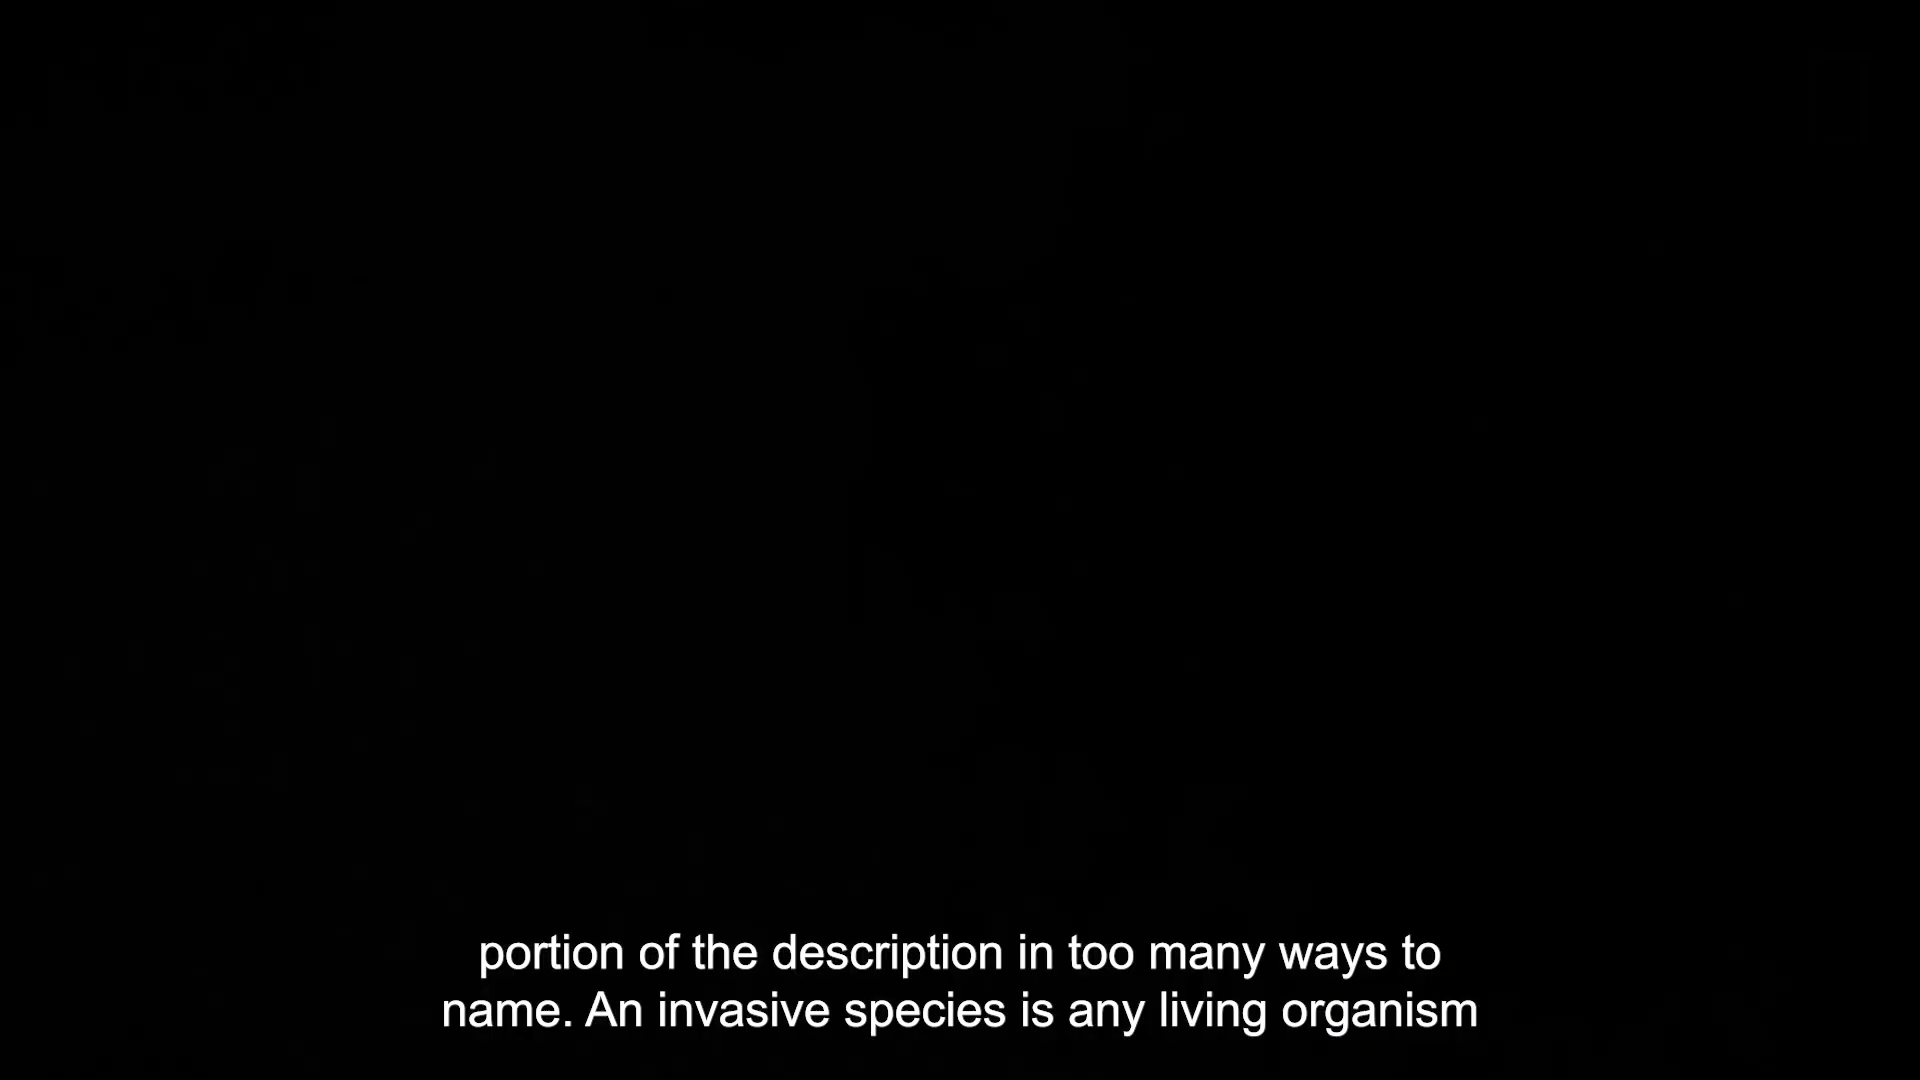 portion of the description in too many ways to
name. An invasive species is any living organism